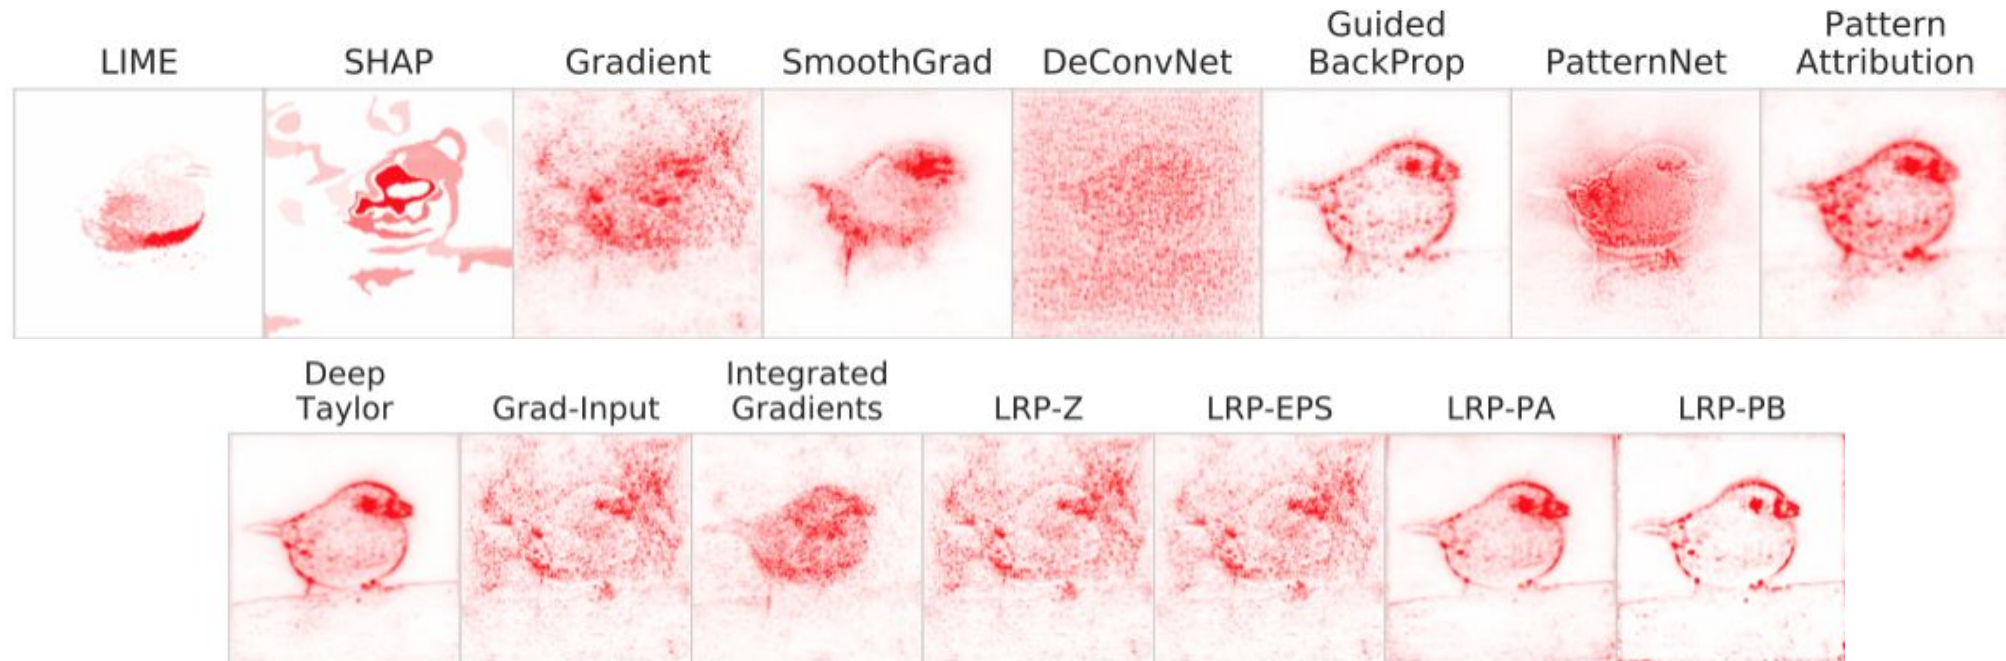 LIME
SHAP
Gradient
SmoothGrad
DeConvNet
Guided
BackProp
PatternNet
Pattern
Attribution
Deep
Taylor
Grad-Input
Integrated
Gradients
LRP-Z
LRP-EPS
LRP-PA
LRP-PB